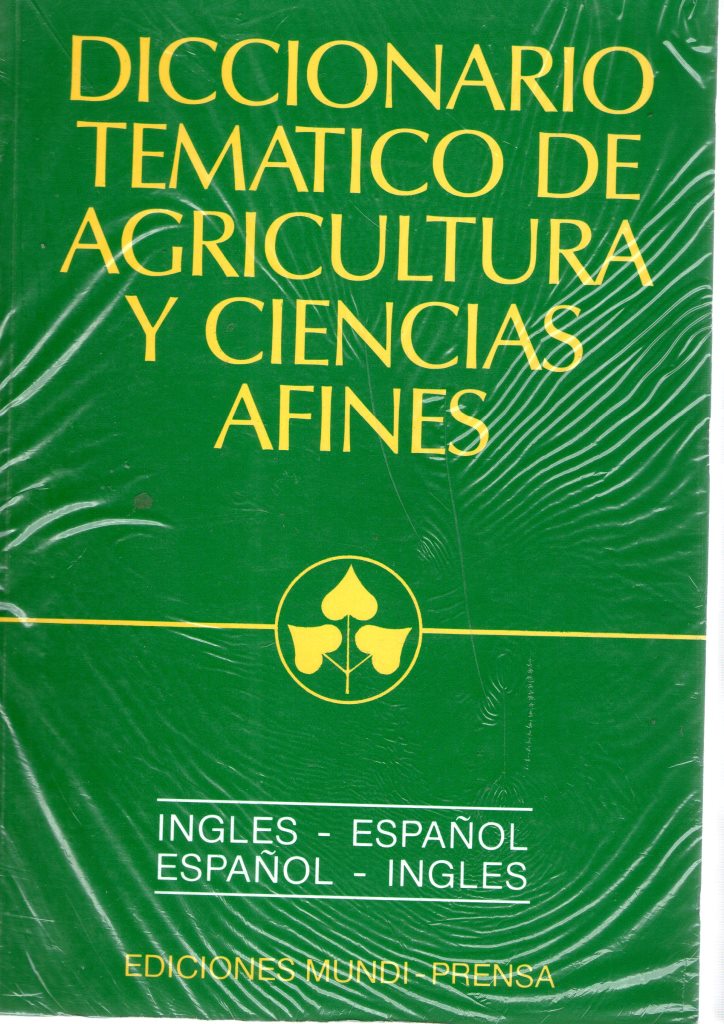 DICCIONARIO
TEMATICO DE
AGRICULTURA
Y CIENCIAS
AFINES
INGLES - ESPAÑOL
ESPAÑOL - INGLES
EDICIONES MUNDI-PRENSA